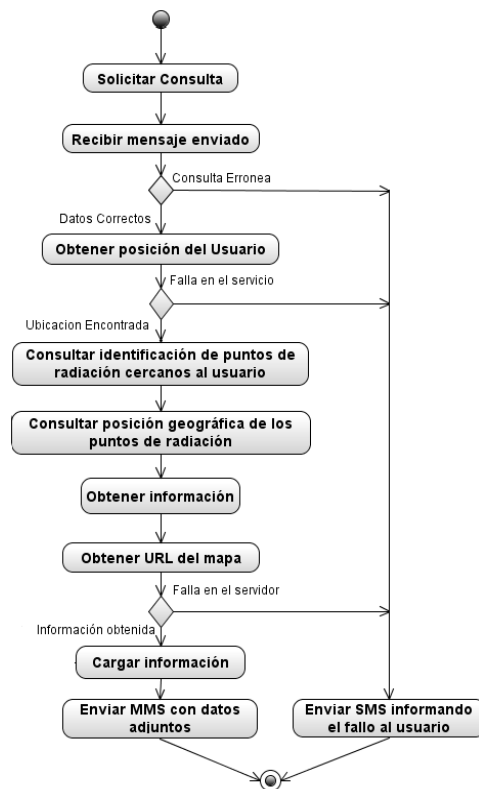 Solicitar Consulta
Recibir mensaje enviado
Consulta Erronea
Datos Correctos
Obtener posición del Usuario
Falla en el servicio
Ubicacion Encontrada
Consultar identificación de puntos de
radiación cercanos al usuario
Consultar posición geográfica de los
puntos de radiación
Obtener información
Obtener URL del mapa
Falla en el servidor
Información obtenida
Cargar información
Enviar MMS con datos
adjuntos
Enviar SMS informando
el fallo al usuario